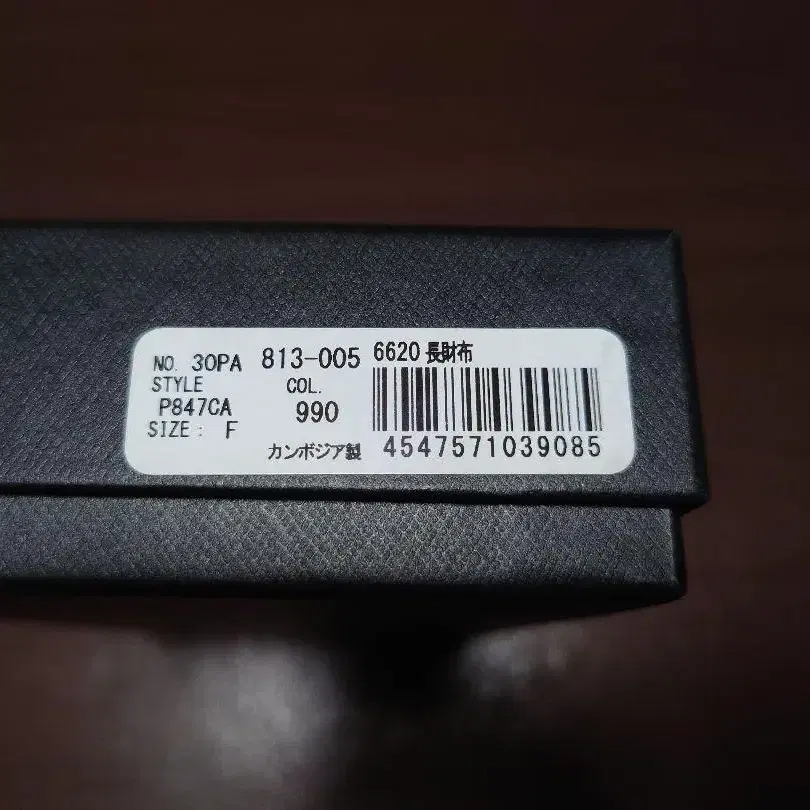 NO. 30PA 813-005 6620 長財布
STYLE COL.
P847CA 990
SIZE: F
カンボジア製 4547571039085